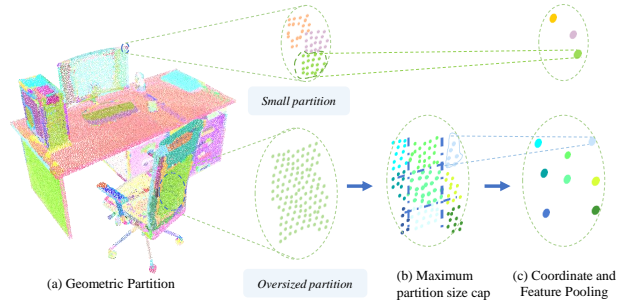 Small partition
Oversized partition
(a) Geometric Partition
(b) Maximum
partition size cap
(c) Coordinate and
Feature Pooling